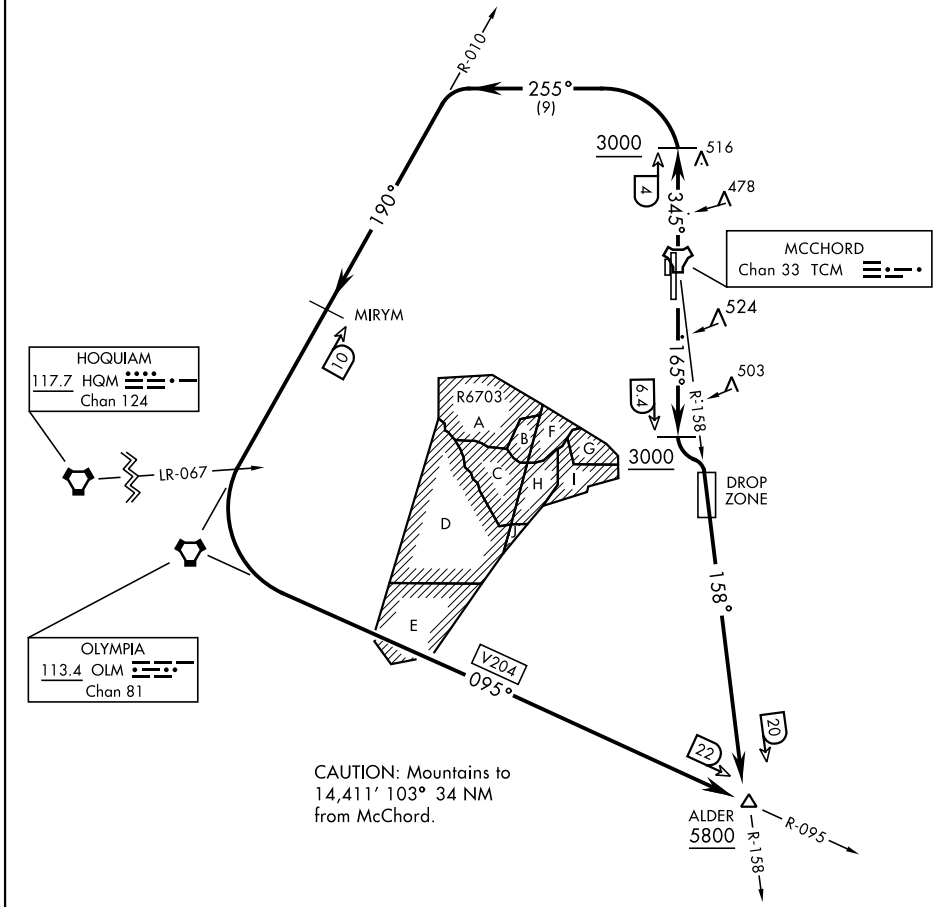 R-010
255°
(9)
3000
516
4
345°
478
190°
MCCHORD
Chan 33 TCM
MIRYM
524
10
165°
HOQUIAM
117.7 HQM
Chan 124
R6703
A
B
F
G
503
6.4
R-158
3000
C
H
I
LR-067
DROP
ZONE
D
J
158°
OLYMPIA
113.4 OLM
Chan 81
E
V204
095°
20
22
CAUTION: Mountains to
14,411' 103° 34 NM
from McChord.
ALDER
5800
R-095
R-158